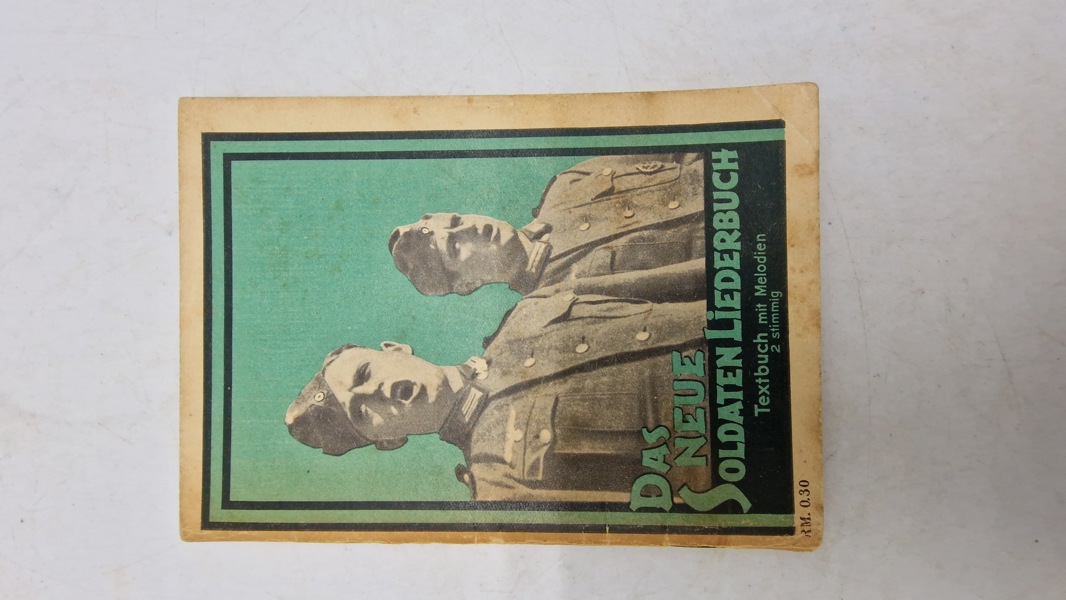 DAS
NEUE
SOLDATEN LIEDERBUCH
Textbuch mit Melodien
2 stimmig
RM. 0.30